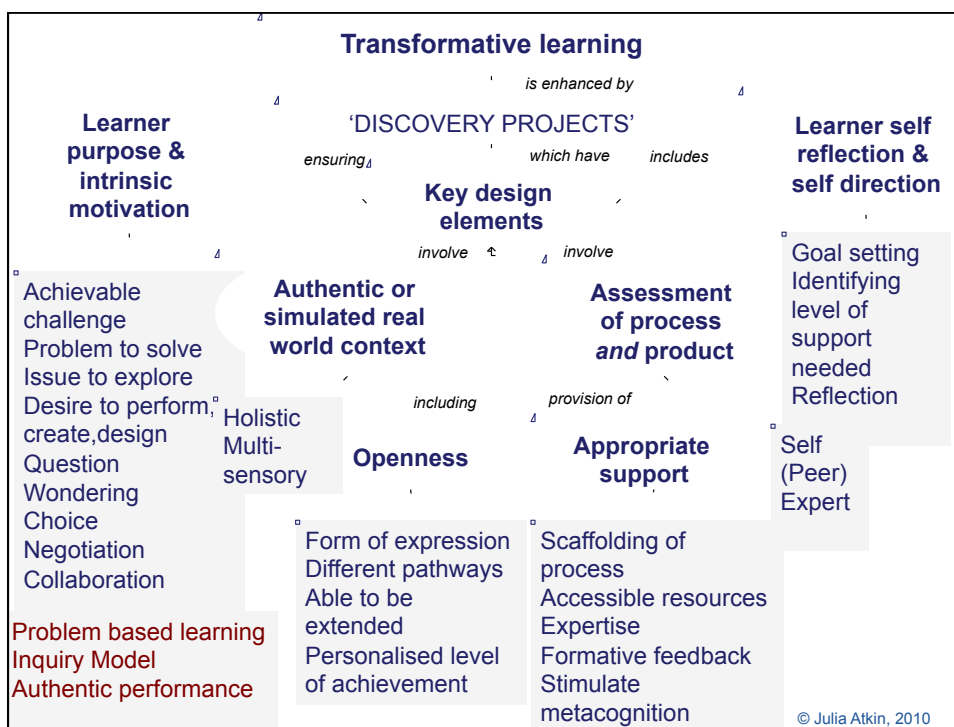 Transformative learning
is enhanced by
'DISCOVERY PROJECTS'
Learner
purpose &
intrinsic
motivation
ensuring
which have
includes
Learner self
reflection &
self direction
Key design
elements
involve
involve
Achievable
challenge
Problem to solve
Issue to explore
Desire to perform,
create,design
Question
Wondering
Choice
Negotiation
Collaboration
Problem based learning
Inquiry Model
Authentic performance
Authentic or
simulated real
world context
Holistic
Multi-
sensory
Assessment
of process
and product
Goal setting
Identifying
level of
support
needed
Reflection
Self
(Peer)
Expert
including
provision of
Openness
Form of expression
Different pathways
Able to be
extended
Personalised level
of achievement
Appropriate
support
Scaffolding of
process
Accessible resources
Expertise
Formative feedback
Stimulate
metacognition
© Julia Atkin, 2010